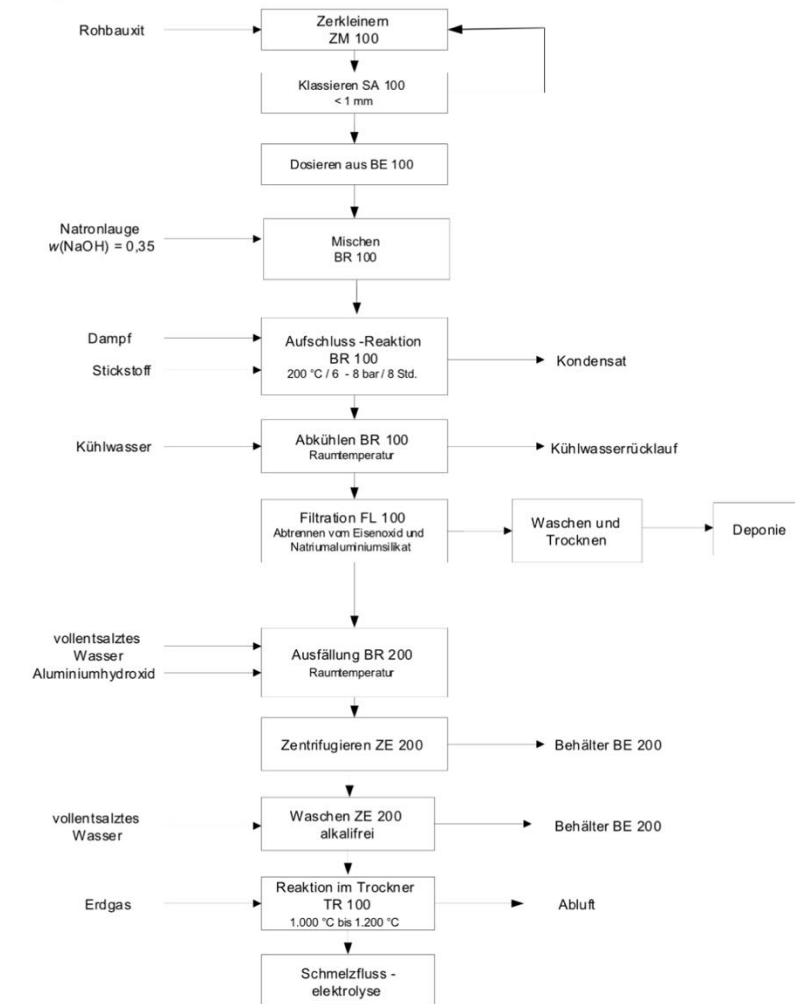 Rohbauxit
Zerkleinern
ZM 100
Klassieren SA 100
< 1 mm
Dosieren aus BE 100
Natronlauge
w(NaOH) = 0,35
Mischen
BR 100
Dampf
Stickstoff
Aufschluss -Reaktion
BR 100
200 °C / 6 - 8 bar / 8 Std.
Kondensat
Kühlwasser
Abkühlen BR 100
Raumtemperatur
Kühlwasserrücklauf
Filtration FL 100
Abtrennen vom Eisenoxid und
Natriumaluminiumsilikat
Waschen und
Trocknen
Deponie
vollentsalztes
Wasser
Aluminiumhydroxid
Ausfällung BR 200
Raumtemperatur
Zentrifugieren ZE 200
Behälter BE 200
vollentsalztes
Wasser
Waschen ZE 200
alkalifrei
Behälter BE 200
Erdgas
Reaktion im Trockner
TR 100
1.000 °C bis 1.200 °C
Abluft
Schmelzfluss -
elektrolyse